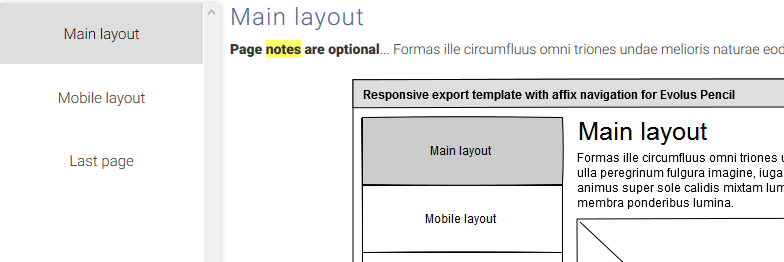 Main layout
Mobile layout
Last page
Main layout
Page notes are optional... Formas ille circumfluus omni triones undae melioris naturae eod
Responsive export template with affix navigation for Evolus Pencil
Main layout
Mobile layout
Main layout
Formas ille circumfluus omni triones u
ulla peregrinum fulgura imagine, iuga
animus super sole calidis mixtam lum
membra ponderibus lumina.